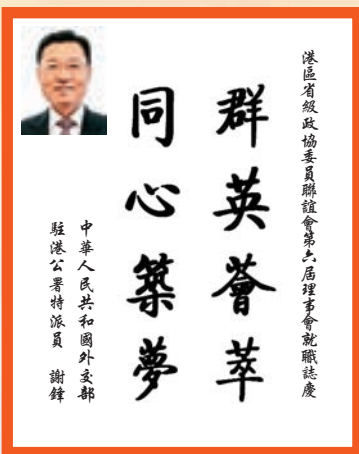 港區省級政協委員聯誼會第六屆理事會就職誌慶
群英薈萃
同心築夢
中華人民共和國外交部
駐港公署特派員 謝鋒